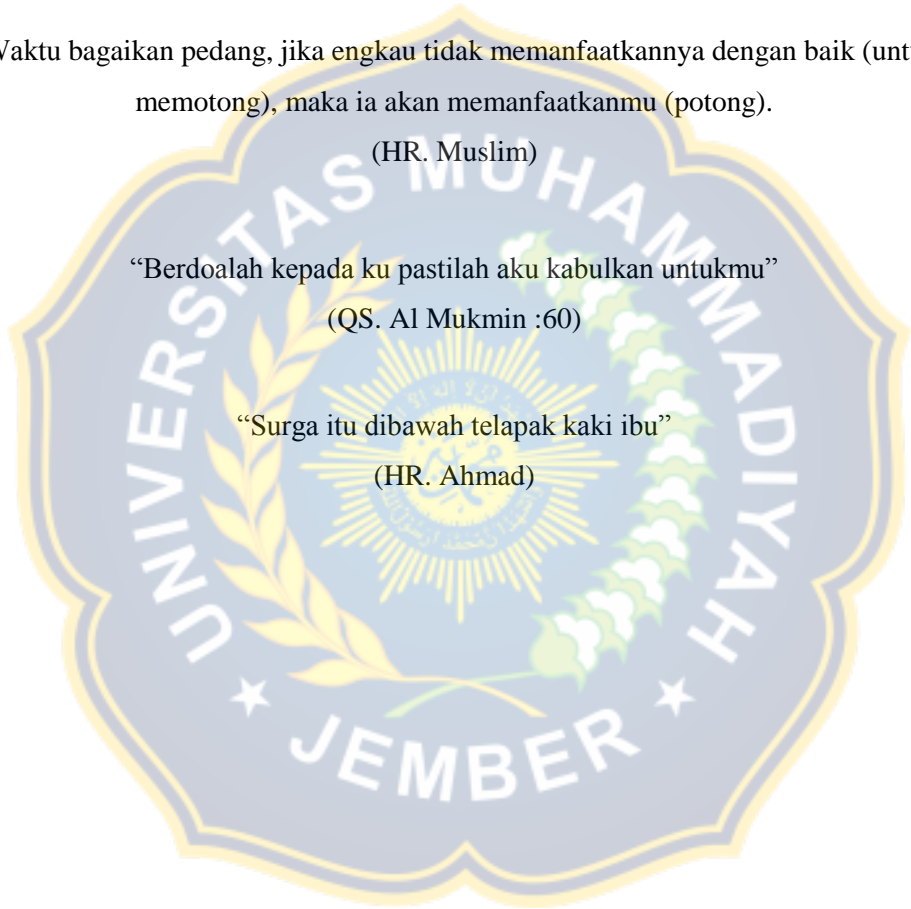 Waktu bagaikan pedang, jika engkau tidak memanfaatkannya dengan baik (unt
memotong), maka ia akan memanfaatkanmu (potong).
(HR. Muslim)
“Berdoalah kepada ku pastilah aku kabulkan untukmu”
(QS. Al Mukmin :60)
“Surga itu dibawah telapak kaki ibu”
(HR. Ahmad)
UNIVERSITAS MUHAMMADIYAH
JEMBER